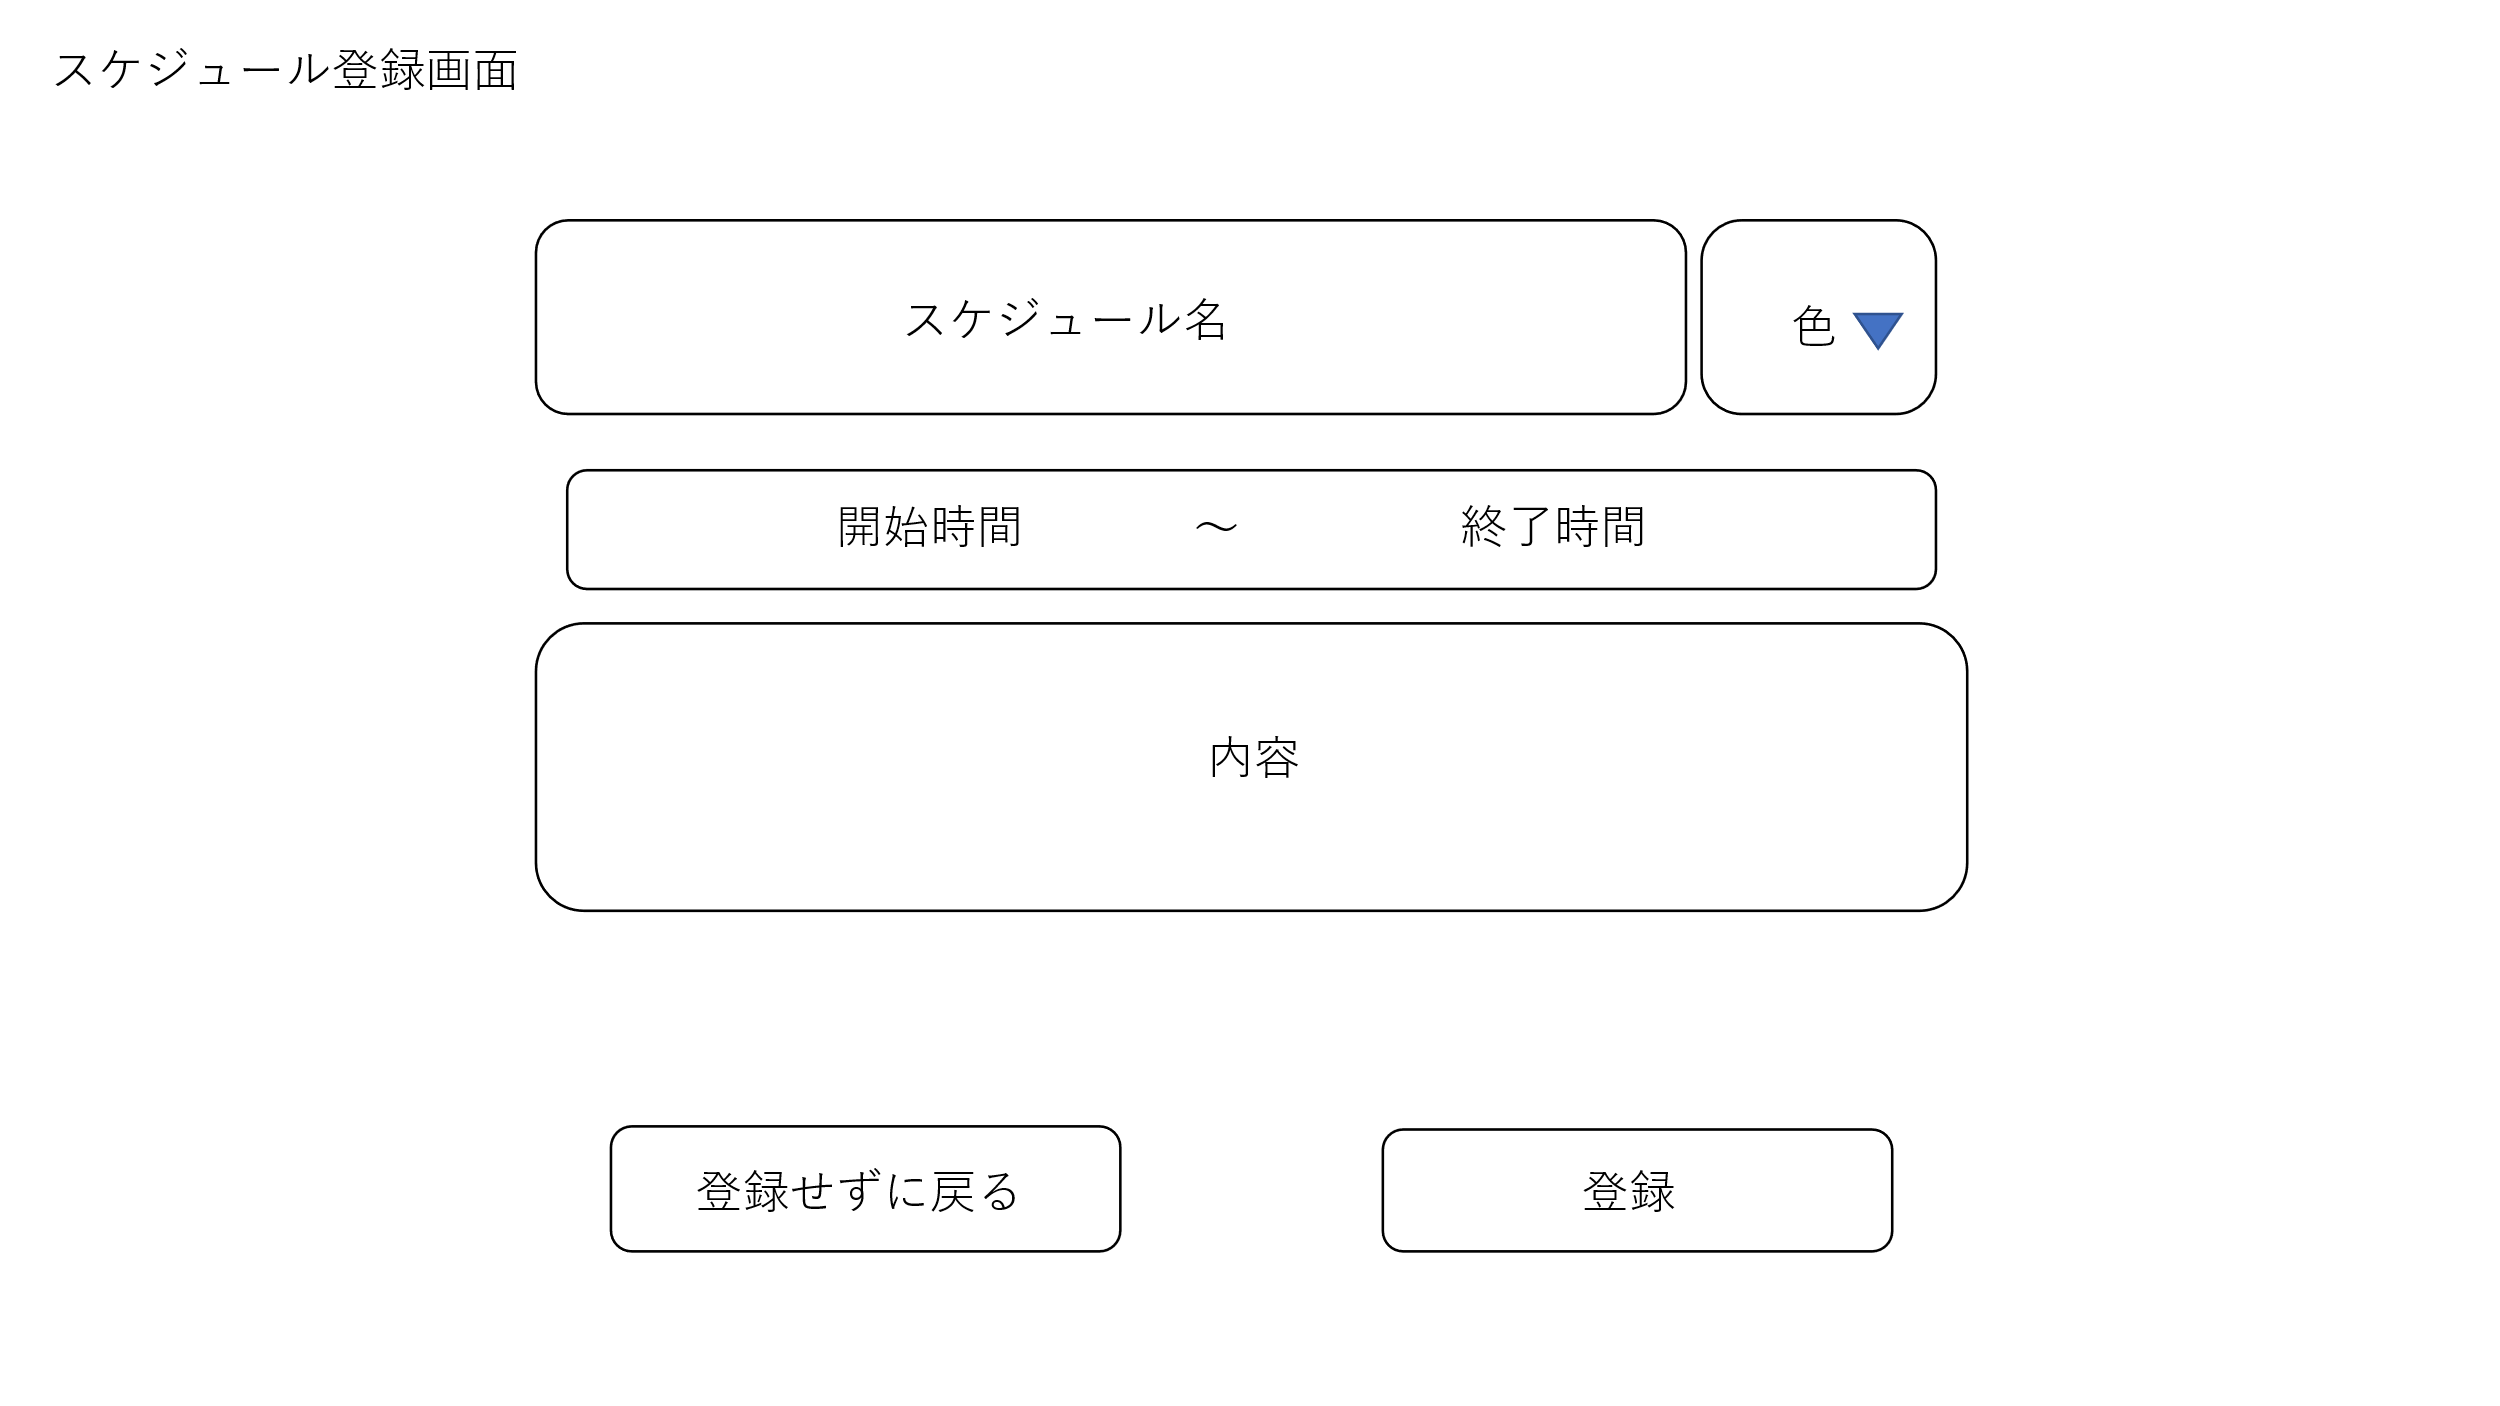 スケジュール登録画面
スケジュール名
色
開始時間 ～ 終了時間
内容
登録せずに戻る 登録